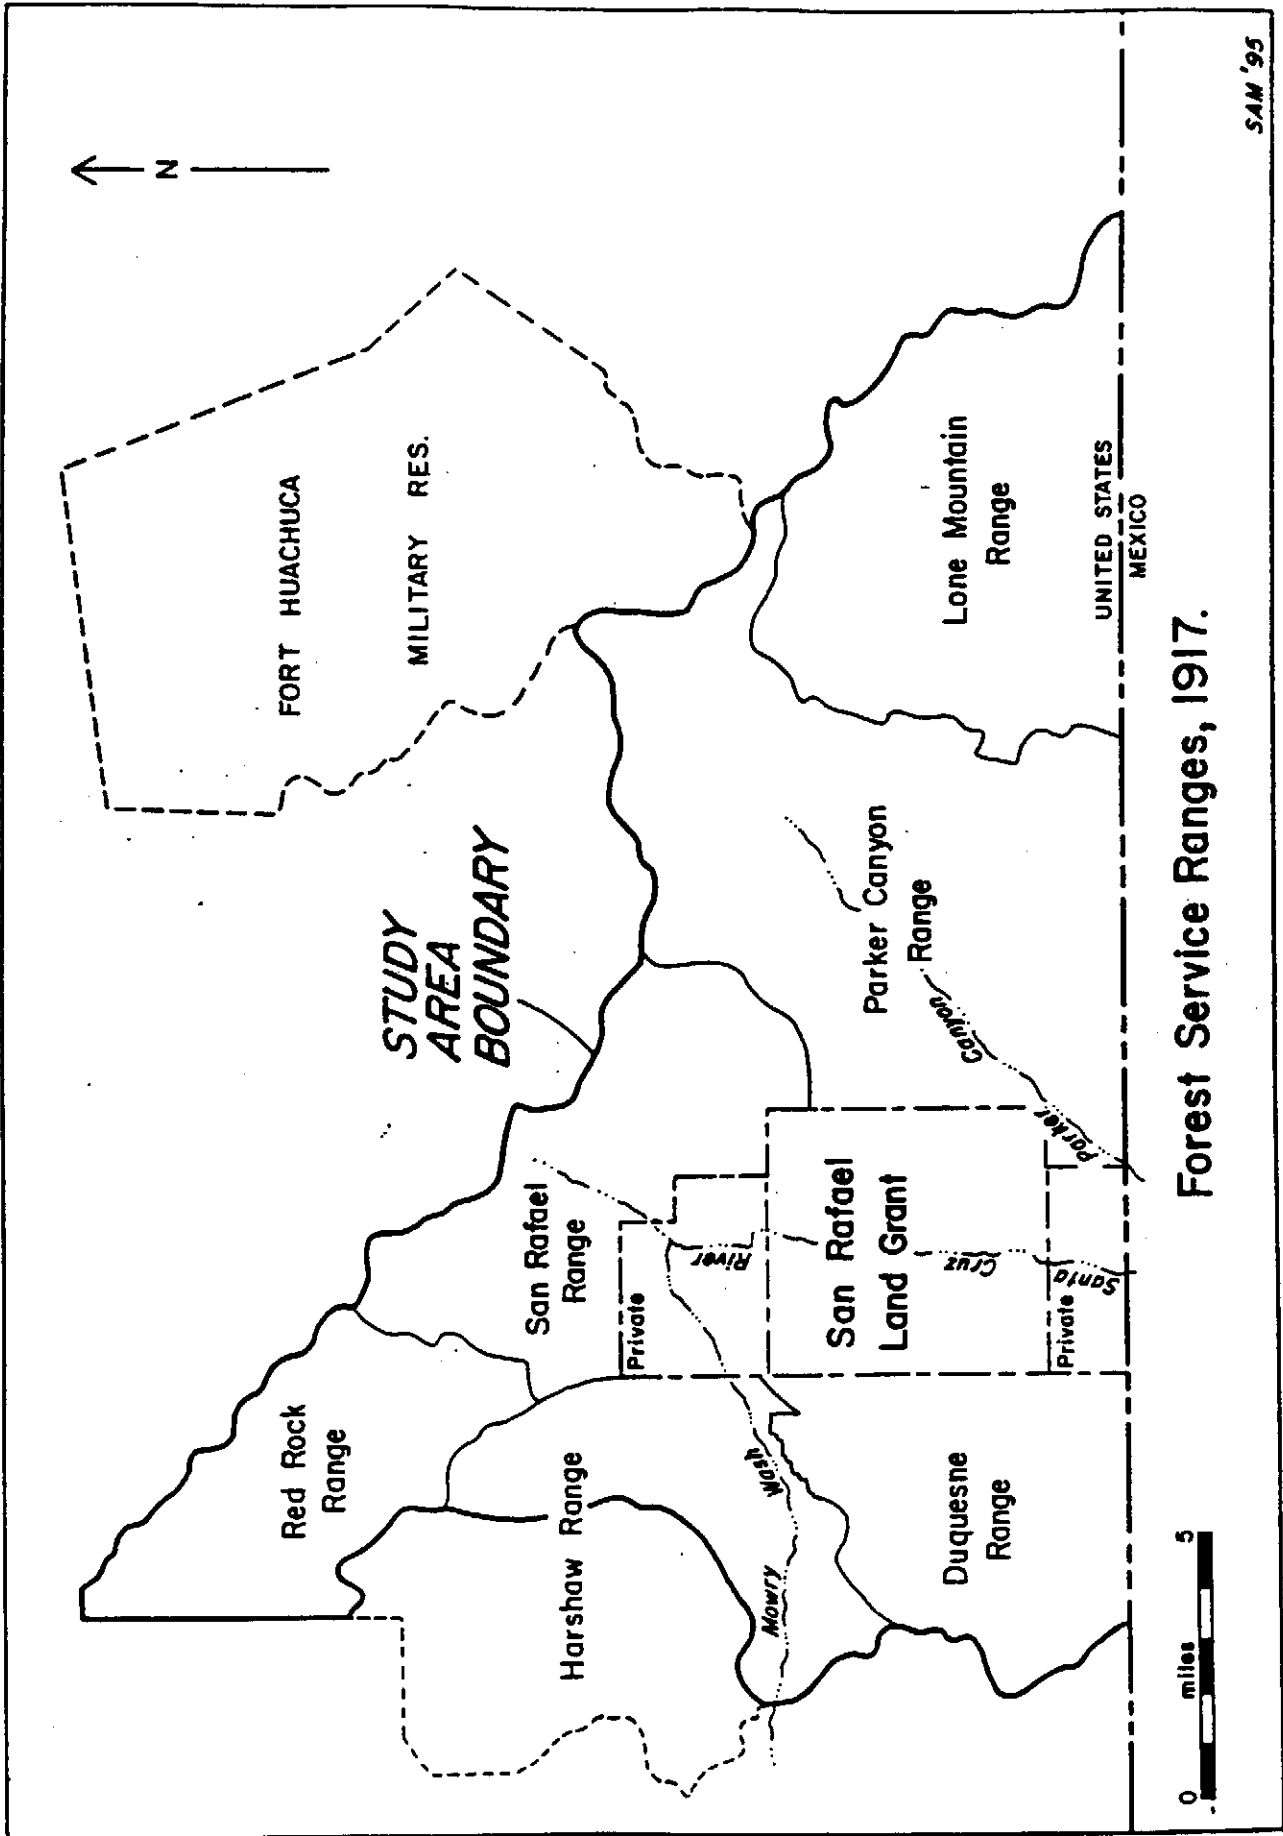 N
FORT HUACHUCA
MILITARY RES.
STUDY
AREA
BOUNDARY
Red Rock
Range
San Rafael
Range
Harshaw Range
Private
River
Wash
Mowry
San Rafael
Land Grant
Cruz
Santa
Private
Parker Canyon
Range
Canyon
Parker
Lone Mountain
Range
Duquesne
Range
UNITED STATES
MEXICO
0 miles 5
Forest Service Ranges, 1917.
SAM '95